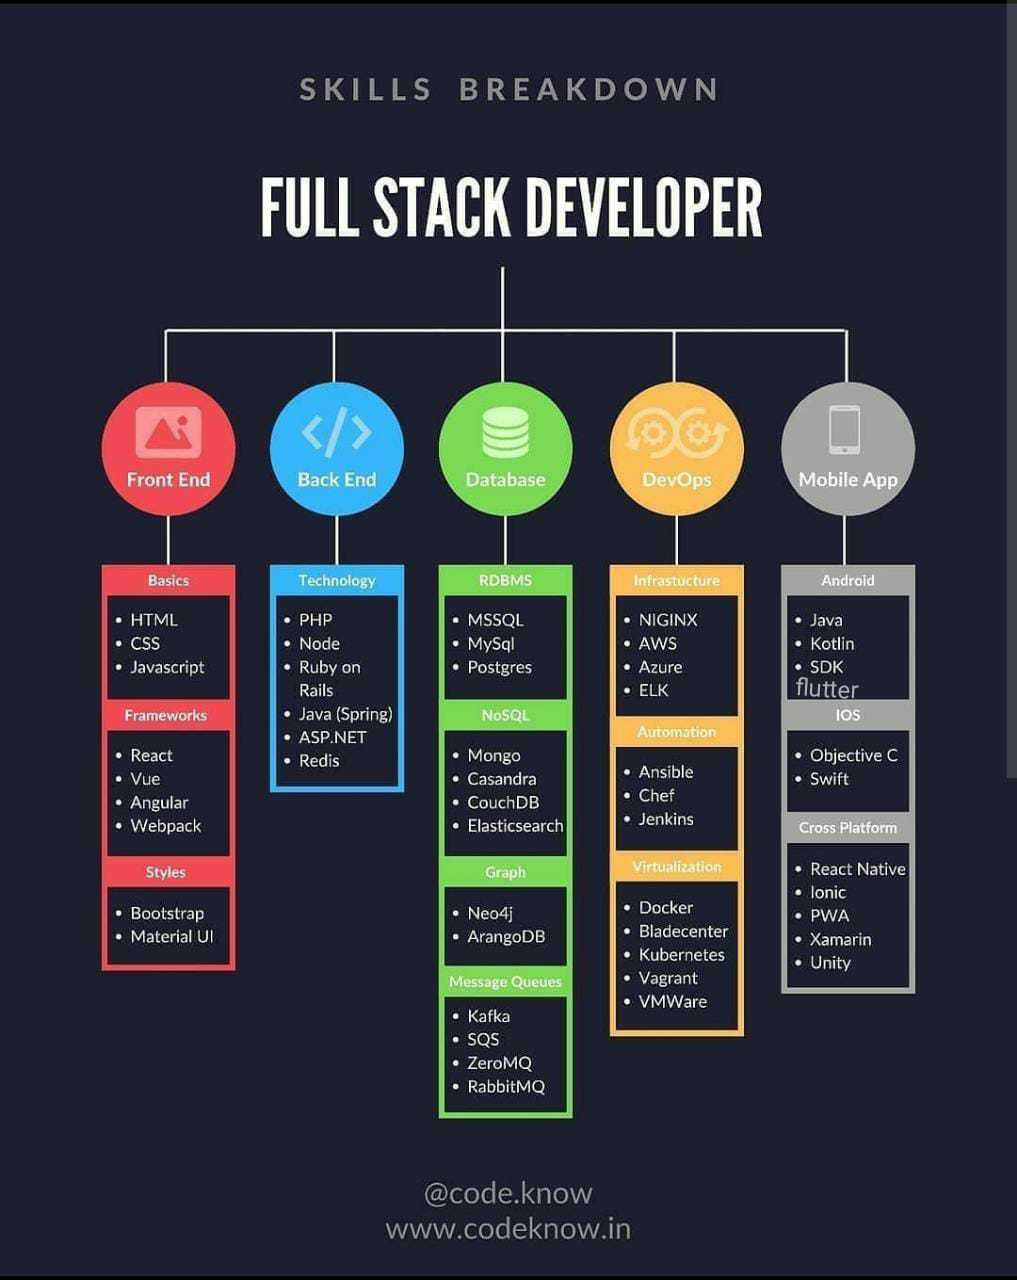 SKILLS BREAKDOWN
FULL STACK DEVELOPER
Front End
Basics
HTML
CSS
Javascript
Frameworks
React
Vue
Angular
Webpack
Styles
Bootstrap
Material UI
Back End
Technology
PHP
Node
Ruby on
Rails
Java (Spring)
ASP.NET
Redis
Database
RDBMS
MSSQL
MySql
Postgres
NoSQL
Mongo
Casandra
CouchDB
Elasticsearch
Graph
Neo4j
ArangoDB
Message Queues
Kafka
SQS
ZeroMQ
RabbitMQ
DevOps
Infrastucture
NIGINX
AWS
Azure
ELK
Automation
Ansible
Chef
Jenkins
Virtualization
Docker
Bladecenter
Kubernetes
Vagrant
VMWare
Mobile App
Android
Java
Kotlin
SDK
flutter
IOS
Objective C
Swift
Cross Platform
React Native
Ionic
PWA
Xamarin
Unity
@code.know
www.codeknow.in